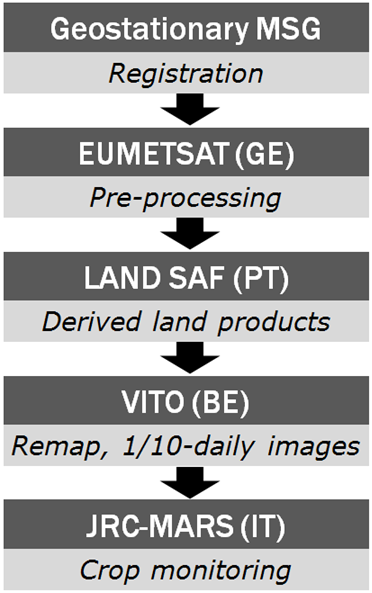 Geostationary MSG
Registration
EUMETSAT (GE)
Pre-processing
LAND SAF (PT)
Derived land products
VITO (BE)
Remap, 1/10-daily images
JRC-MARS (IT)
Crop monitoring